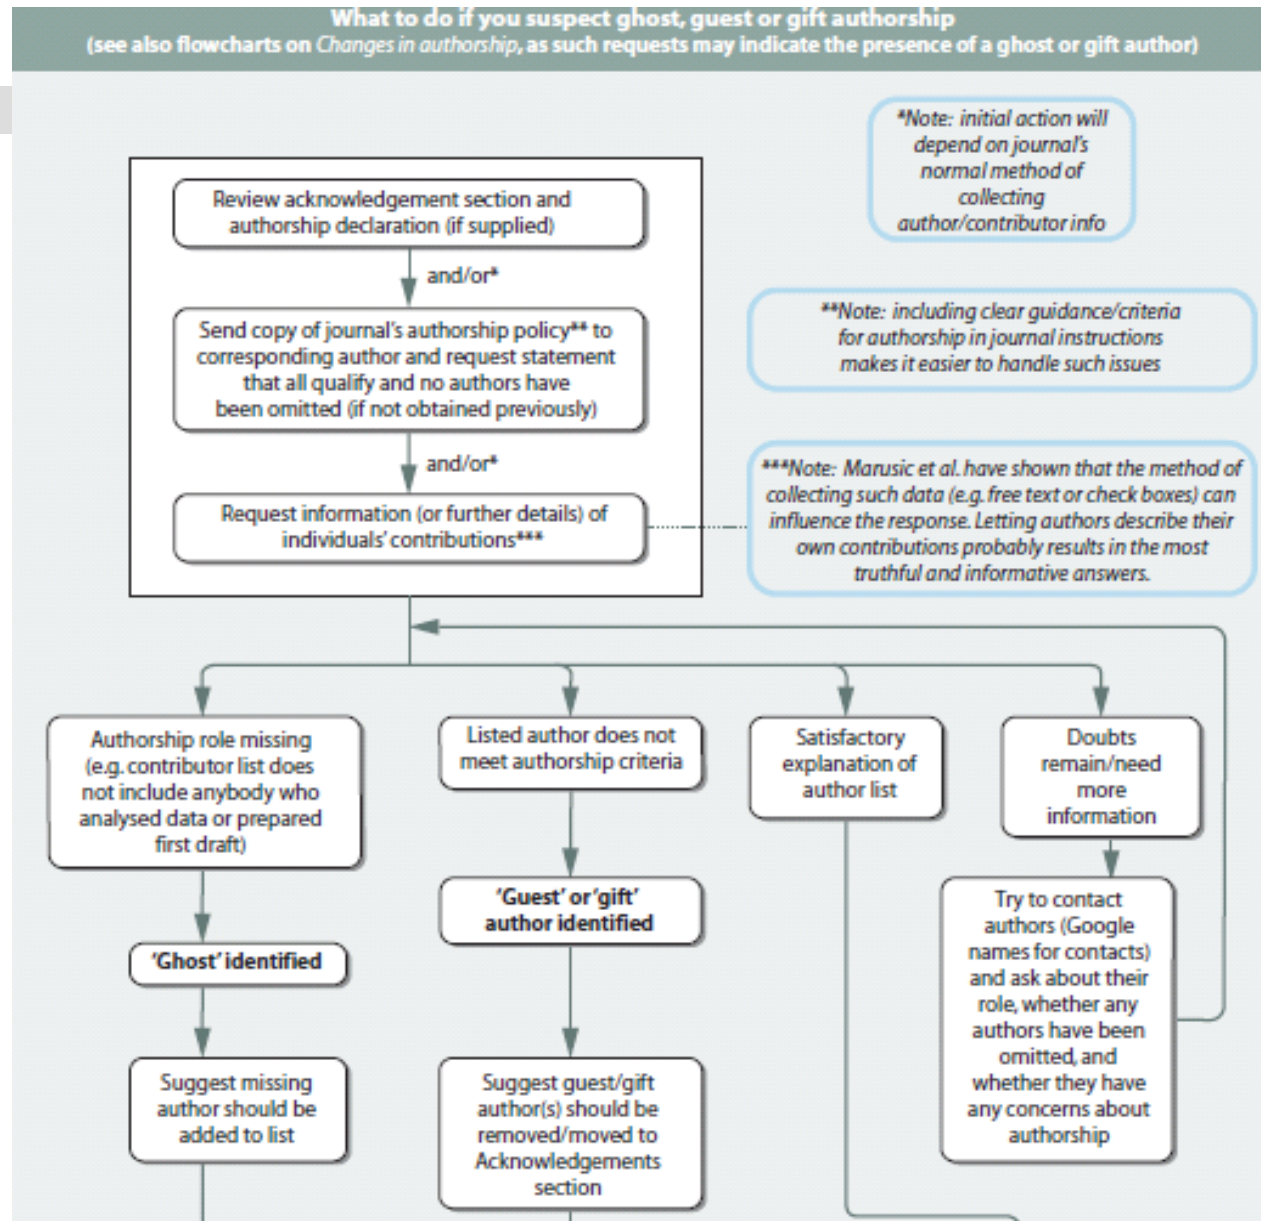 What to do if you suspect ghost, guest or gift authorship
(see also flowcharts on Changes in authorship, as such requests may indicate the presence of a ghost or gift author)
*Note: initial action will
depend on journal's
normal method of
collecting
author/contributor info
Review acknowledgement section and
authorship declaration (if supplied)
and/or*
Send copy of journal's authorship policy** to
corresponding author and request statement
that all qualify and no authors have
been omitted (if not obtained previously)
**Note: including clear guidance/criteria
for authorship in journal instructions
makes it easier to handle such issues
and/or*
Request information (or further details) of
individuals' contributions***
***Note: Marusic et al. have shown that the method of
collecting such data (e.g. free text or check boxes) can
influence the response. Letting authors describe their
own contributions probably results in the most
truthful and informative answers.
Authorship role missing
(e.g. contributor list does
not include anybody who
analysed data or prepared
first draft)
'Ghost' identified
Suggest missing
author should be
added to list
Listed author does not
meet authorship criteria
'Guest' or 'gift'
author identified
Suggest guest/gift
author(s) should be
removed/moved to
Acknowledgements
section
Satisfactory
explanation of
author list
Doubts
remain/need
more
information
Try to contact
authors (Google
names for contacts)
and ask about their
role, whether any
authors have been
omitted, and
whether they have
any concerns about
authorship